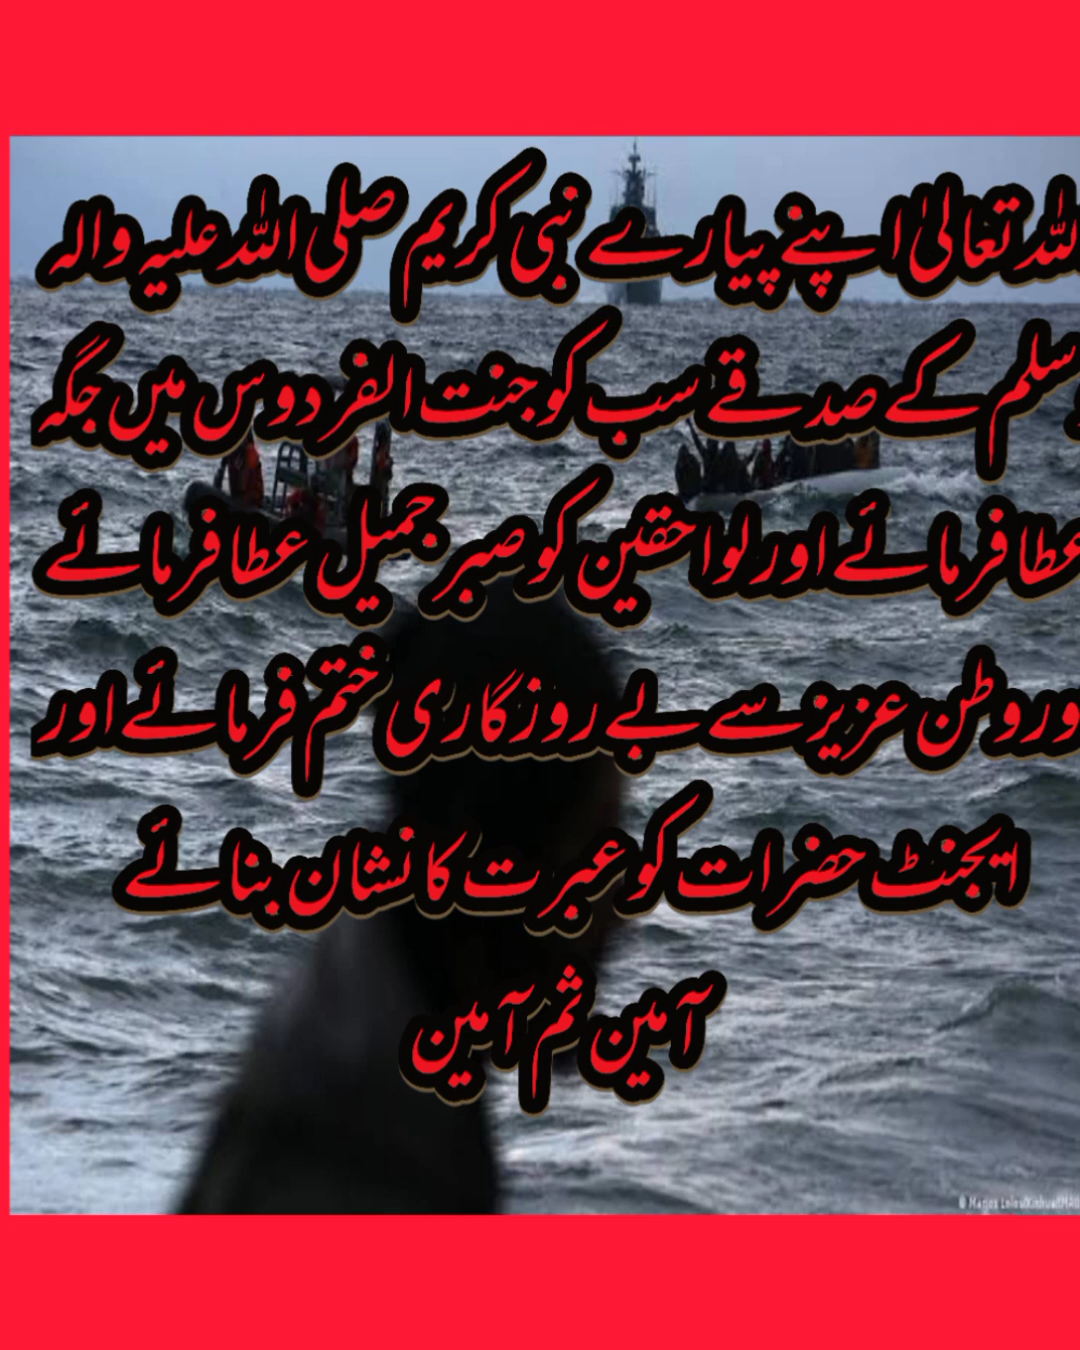 للہ تعالیٰ اپنے پیارے نبی کریم صلی اللہ علیہ والہ
وسلم کے صدقے سب کو جنت الفردوس میں جگہ
عطا فرمائے اور لواحقین کو صبر جمیل عطا فرمائے
ور وطن عزیز سے بے روزگاری ختم فرمائے اور
ایجنٹ حضرات کو عبرت کا نشان بنائے
آمین ثم آمین